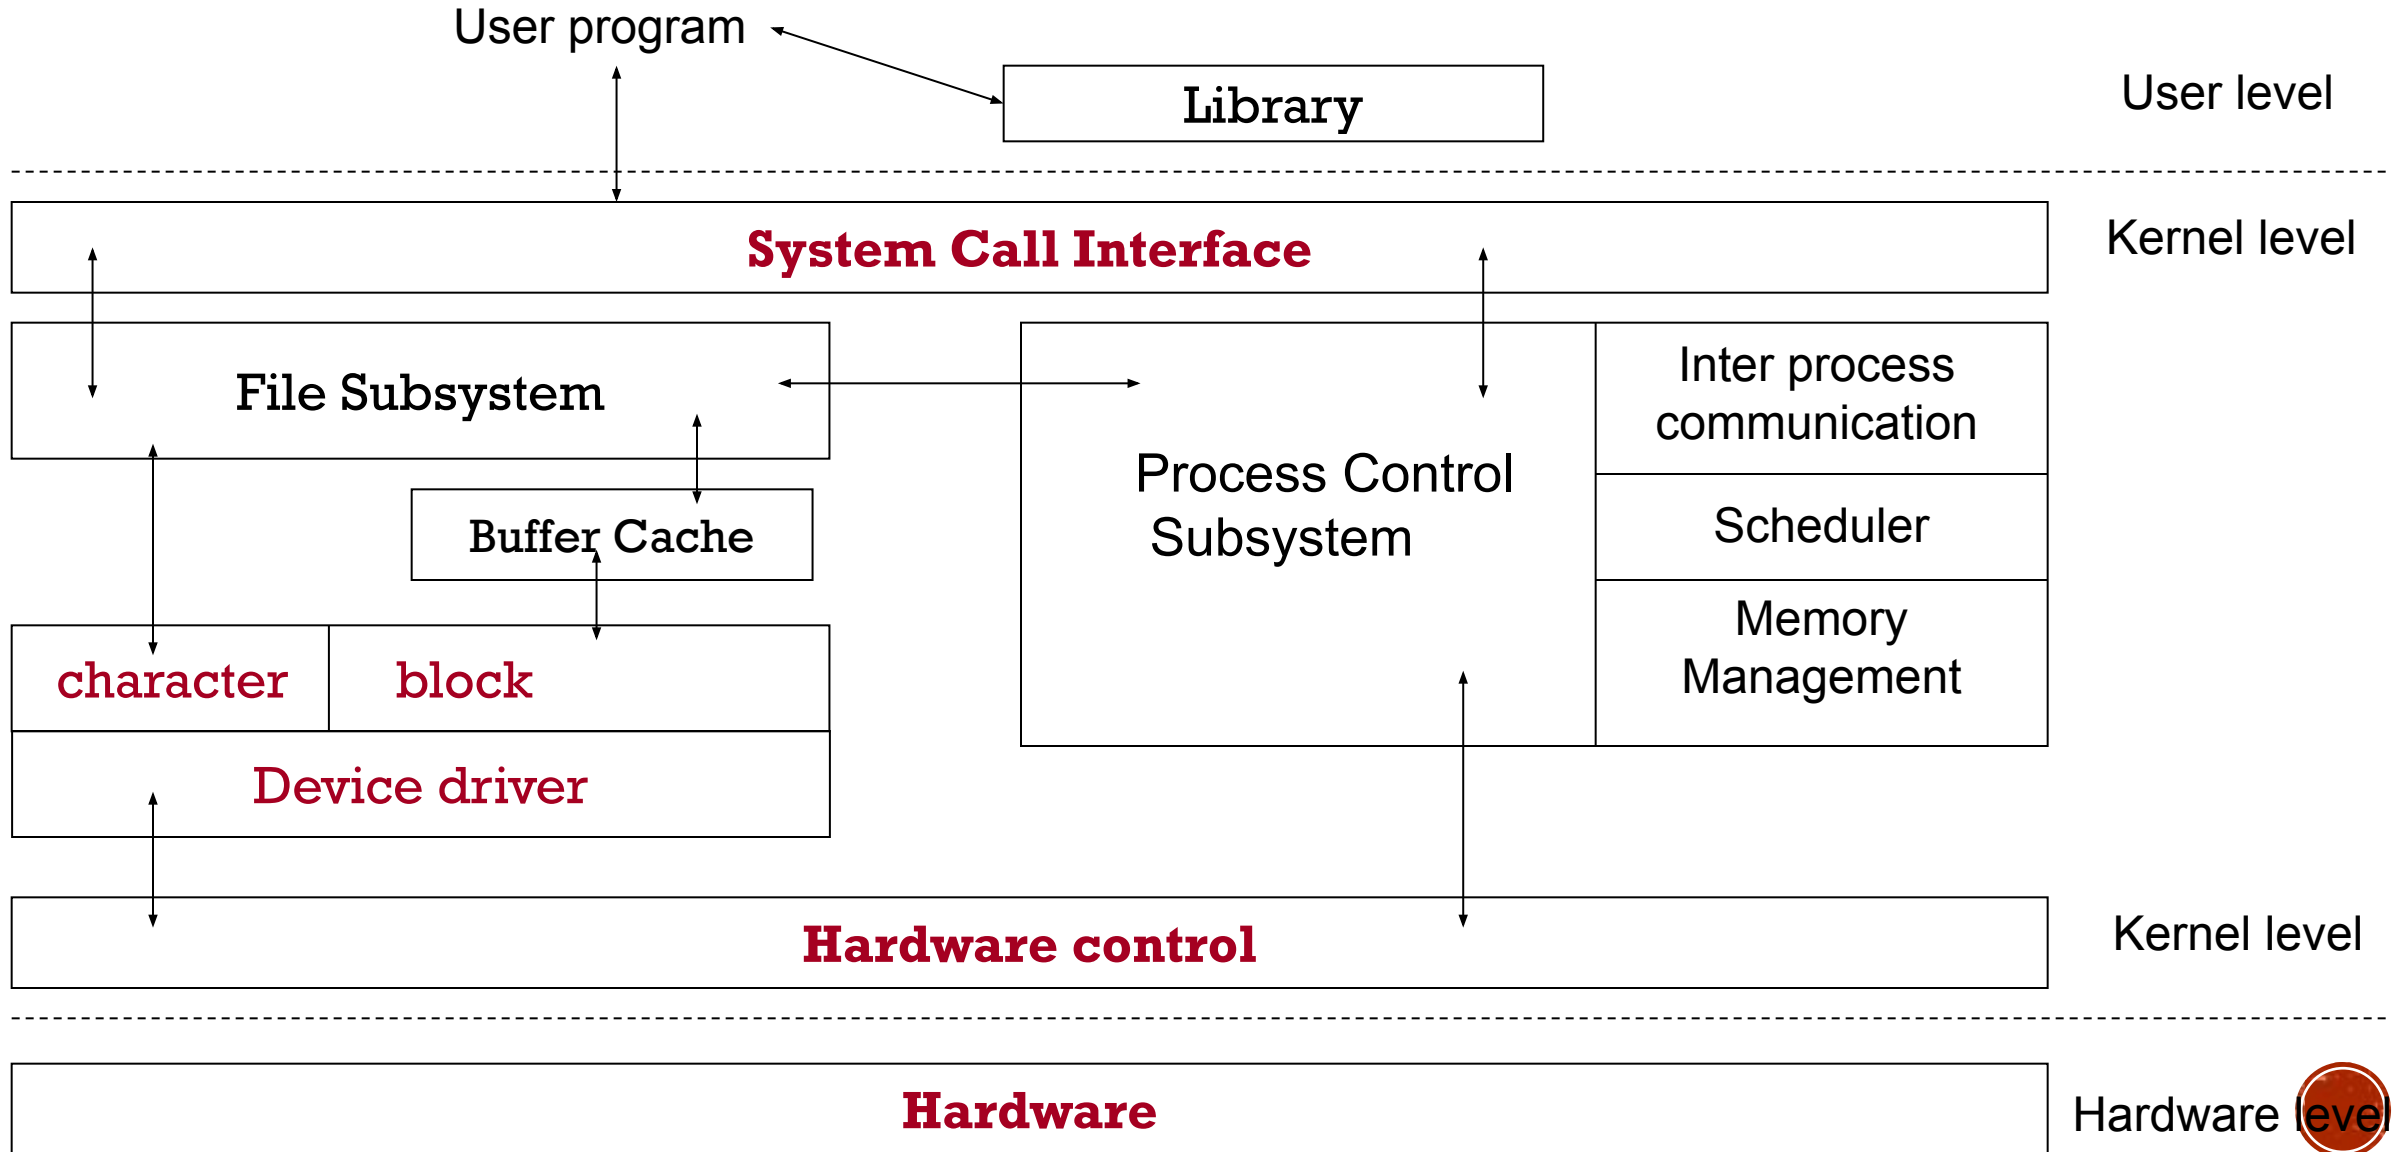 User program
Library
User level
System Call Interface
Kernel level
File Subsystem
Inter process
communication
Process Control
Subsystem
Buffer Cache
Scheduler
Memory
Management
character
block
Device driver
Hardware control
Kernel level
Hardware
Hardware level